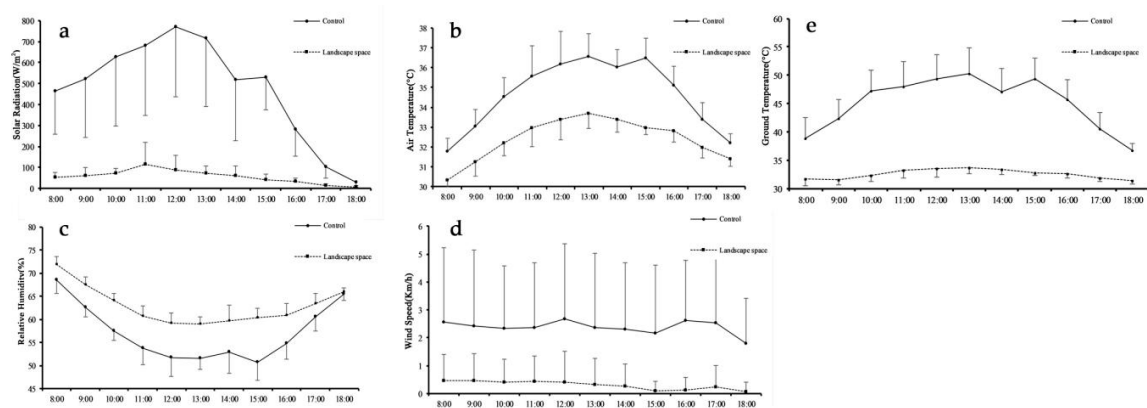 a
Solar Radiation(W/m²)
800
700
600
500
400
300
200
100
0
8:00 9:00 10:00 11:00 12:00 13:00 14:00 15:00 16:00 17:00 18:00
Control
Landscape space
b
Air Temperature(°C)
38
37
36
35
34
33
32
31
30
8:00 9:00 10:00 11:00 12:00 13:00 14:00 15:00 16:00 17:00 18:00
Control
Landscape space
e
Ground Temperature(°C)
60
55
50
45
40
35
30
8:00 9:00 10:00 11:00 12:00 13:00 14:00 15:00 16:00 17:00 18:00
Control
Landscape space
c
Relative Humidity(%)
85
80
75
70
65
60
55
50
45
8:00 9:00 10:00 11:00 12:00 13:00 14:00 15:00 16:00 17:00 18:00
Control
Landscape space
d
Wind Speed(Km/h)
6
5
4
3
2
1
0
8:00 9:00 10:00 11:00 12:00 13:00 14:00 15:00 16:00 17:00 18:00
Control
Landscape space